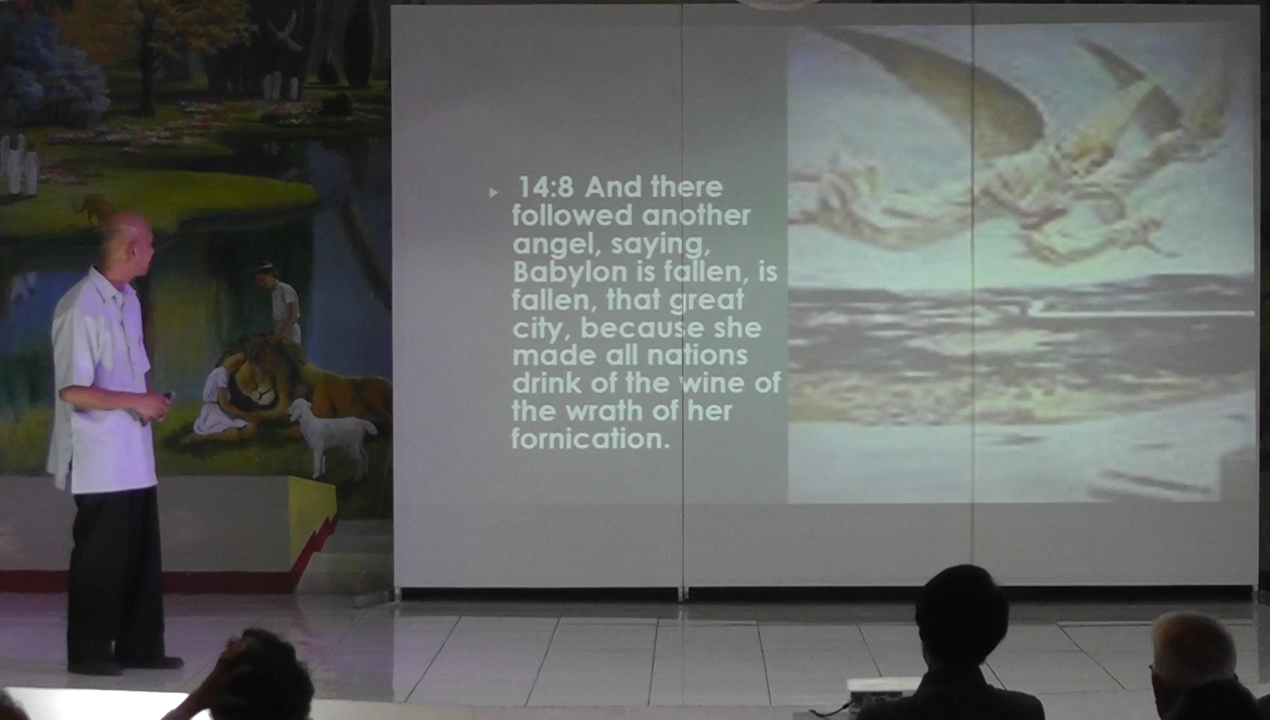 14:8 And there
followed another
angel, saying,
Babylon is fallen, is
fallen, that great
city, because she
made all nations
drink of the wine of
the wrath of her
fornication.